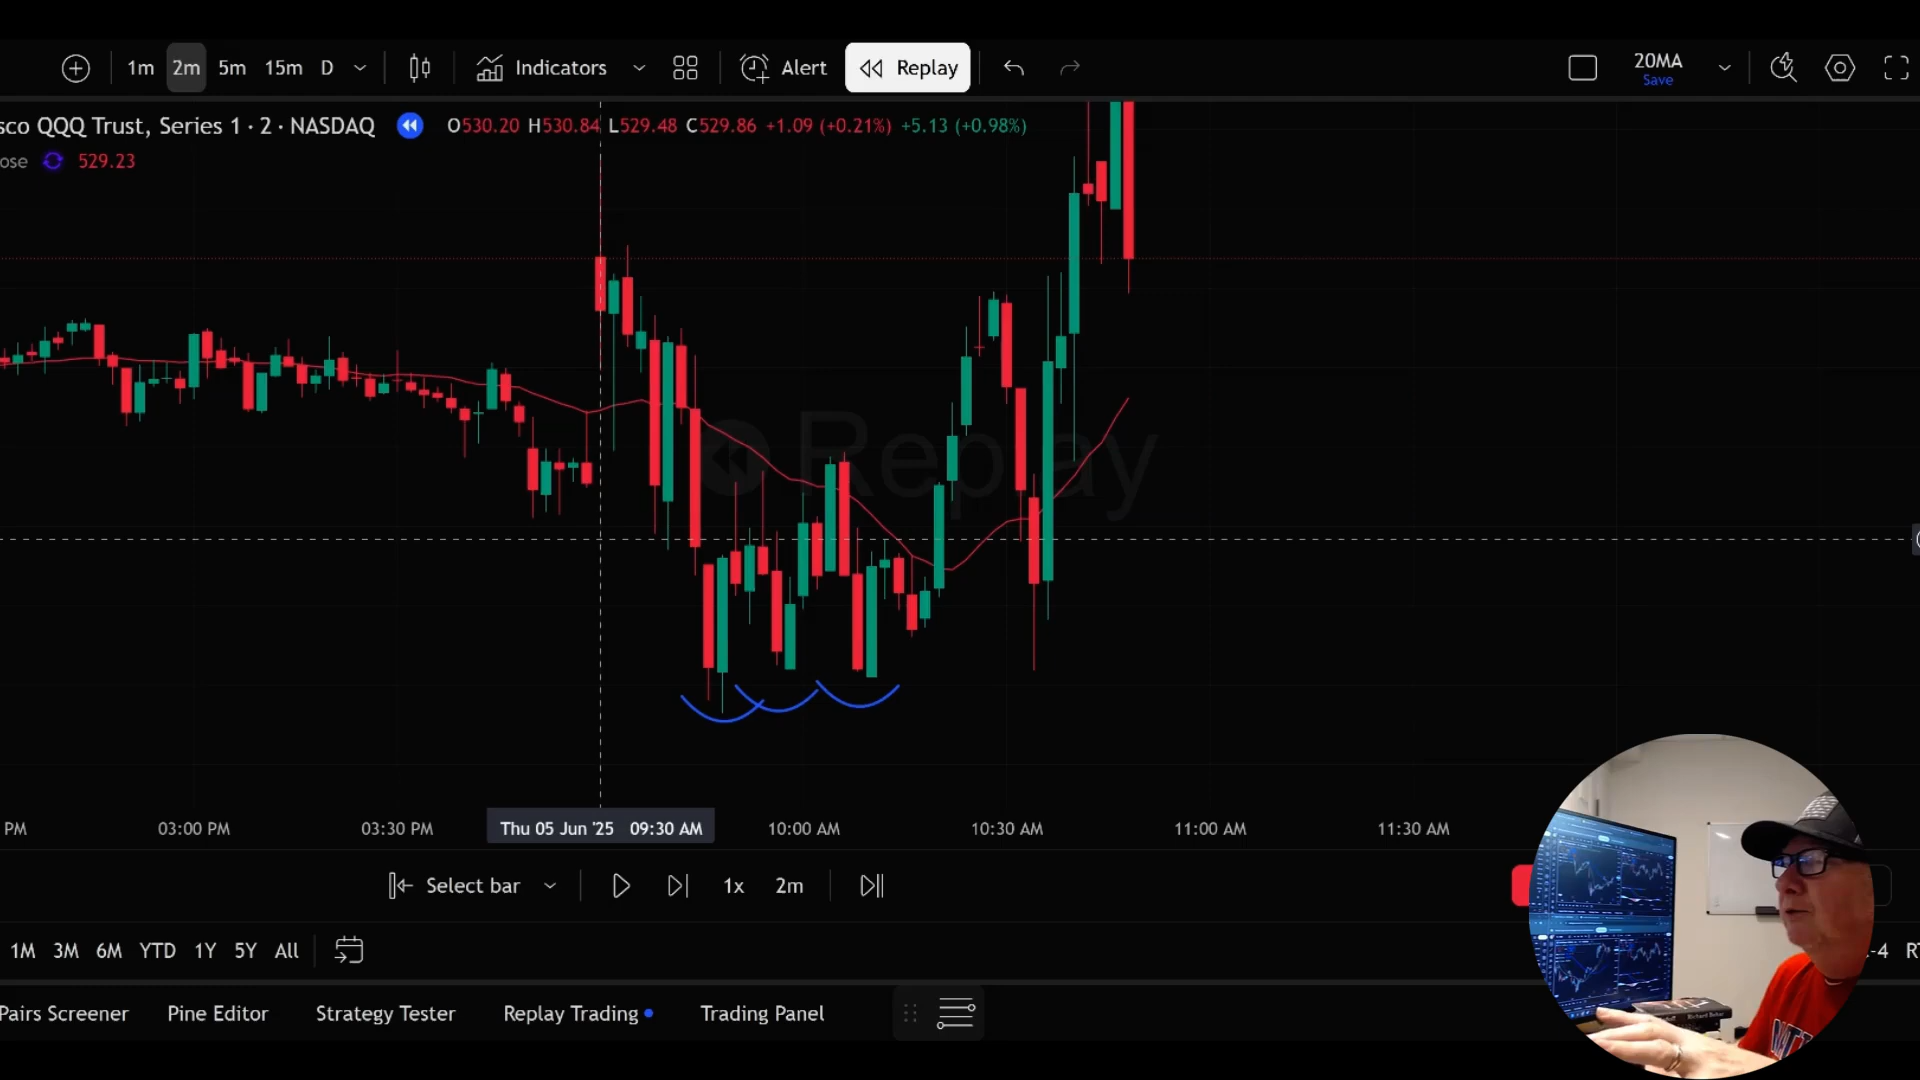 1m 2m 5m 15m D Indicators Alert Replay 20MA
Save
sco QQQ Trust, Series 1 · 2 · NASDAQ O530.20 H530.84 L529.48 C529.86 +1.09 (+0.21%) +5.13 (+0.98%)
ose 529.23
Replay
PM 03:00 PM 03:30 PM Thu 05 Jun '25 09:30 AM 10:00 AM 10:30 AM 11:00 AM 11:30 AM
Select bar 1x 2m
1M 3M 6M YTD 1Y 5Y All -4 RT
Pairs Screener Pine Editor Strategy Tester Replay Trading Trading Panel